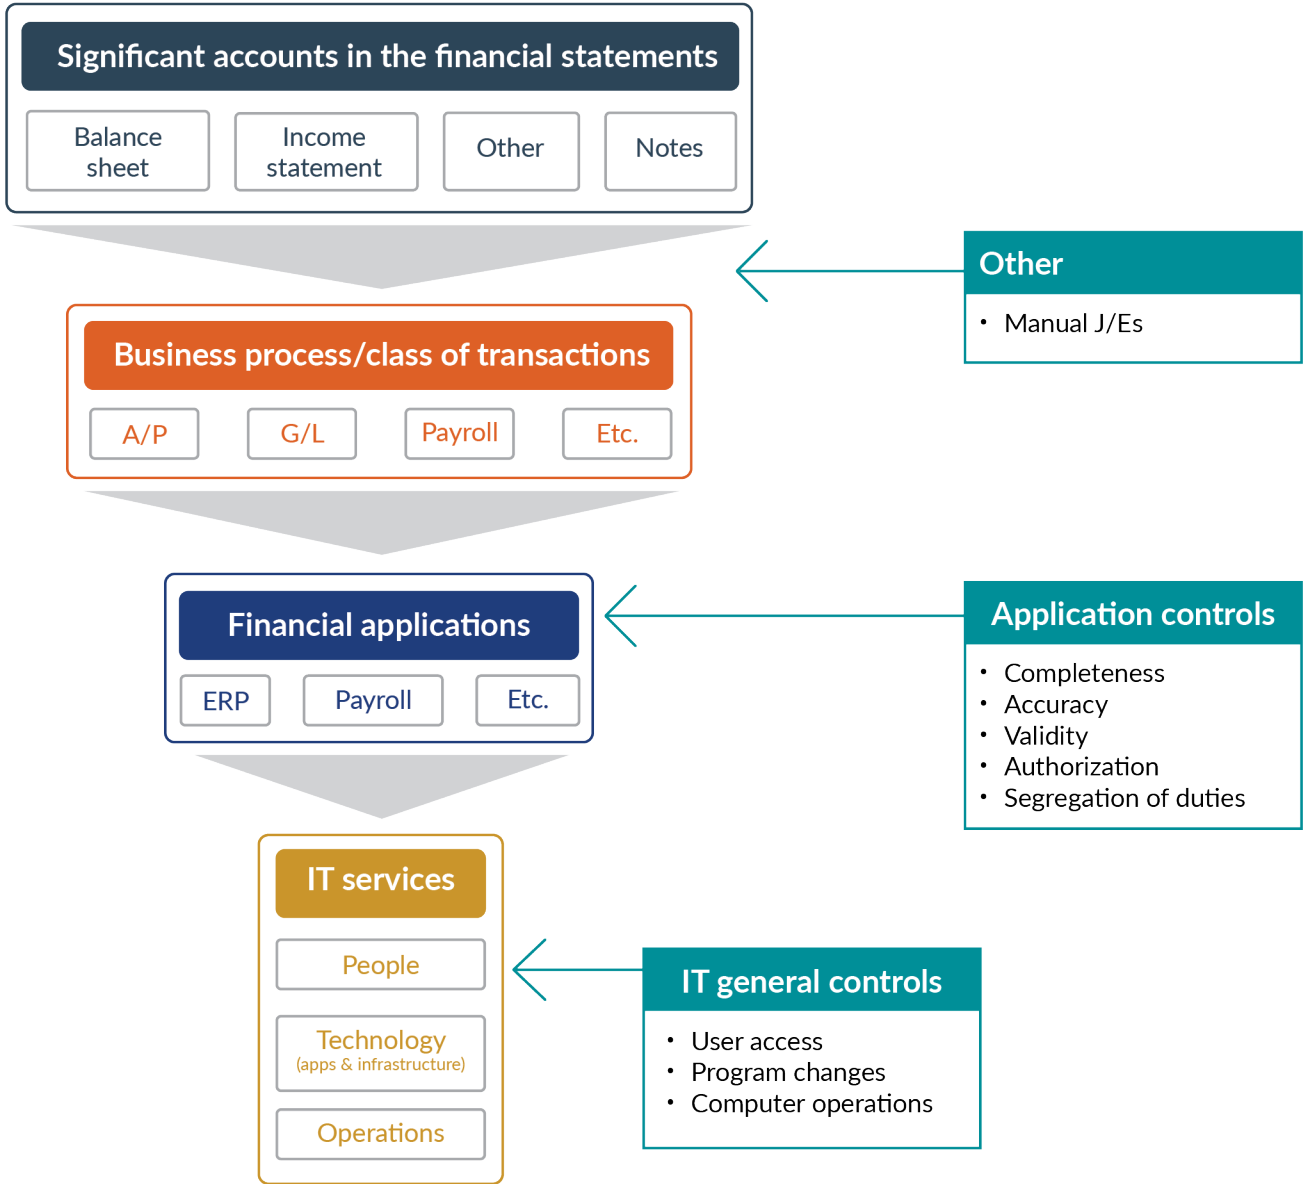 Significant accounts in the financial statements
Balance
sheet
Income
statement
Other
Notes
Other
• Manual J/Es
Business process/class of transactions
A/P
G/L
Payroll
Etc.
Financial applications
ERP
Payroll
Etc.
Application controls
• Completeness
• Accuracy
• Validity
• Authorization
• Segregation of duties
IT services
People
Technology
(apps & infrastructure)
Operations
IT general controls
• User access
• Program changes
• Computer operations